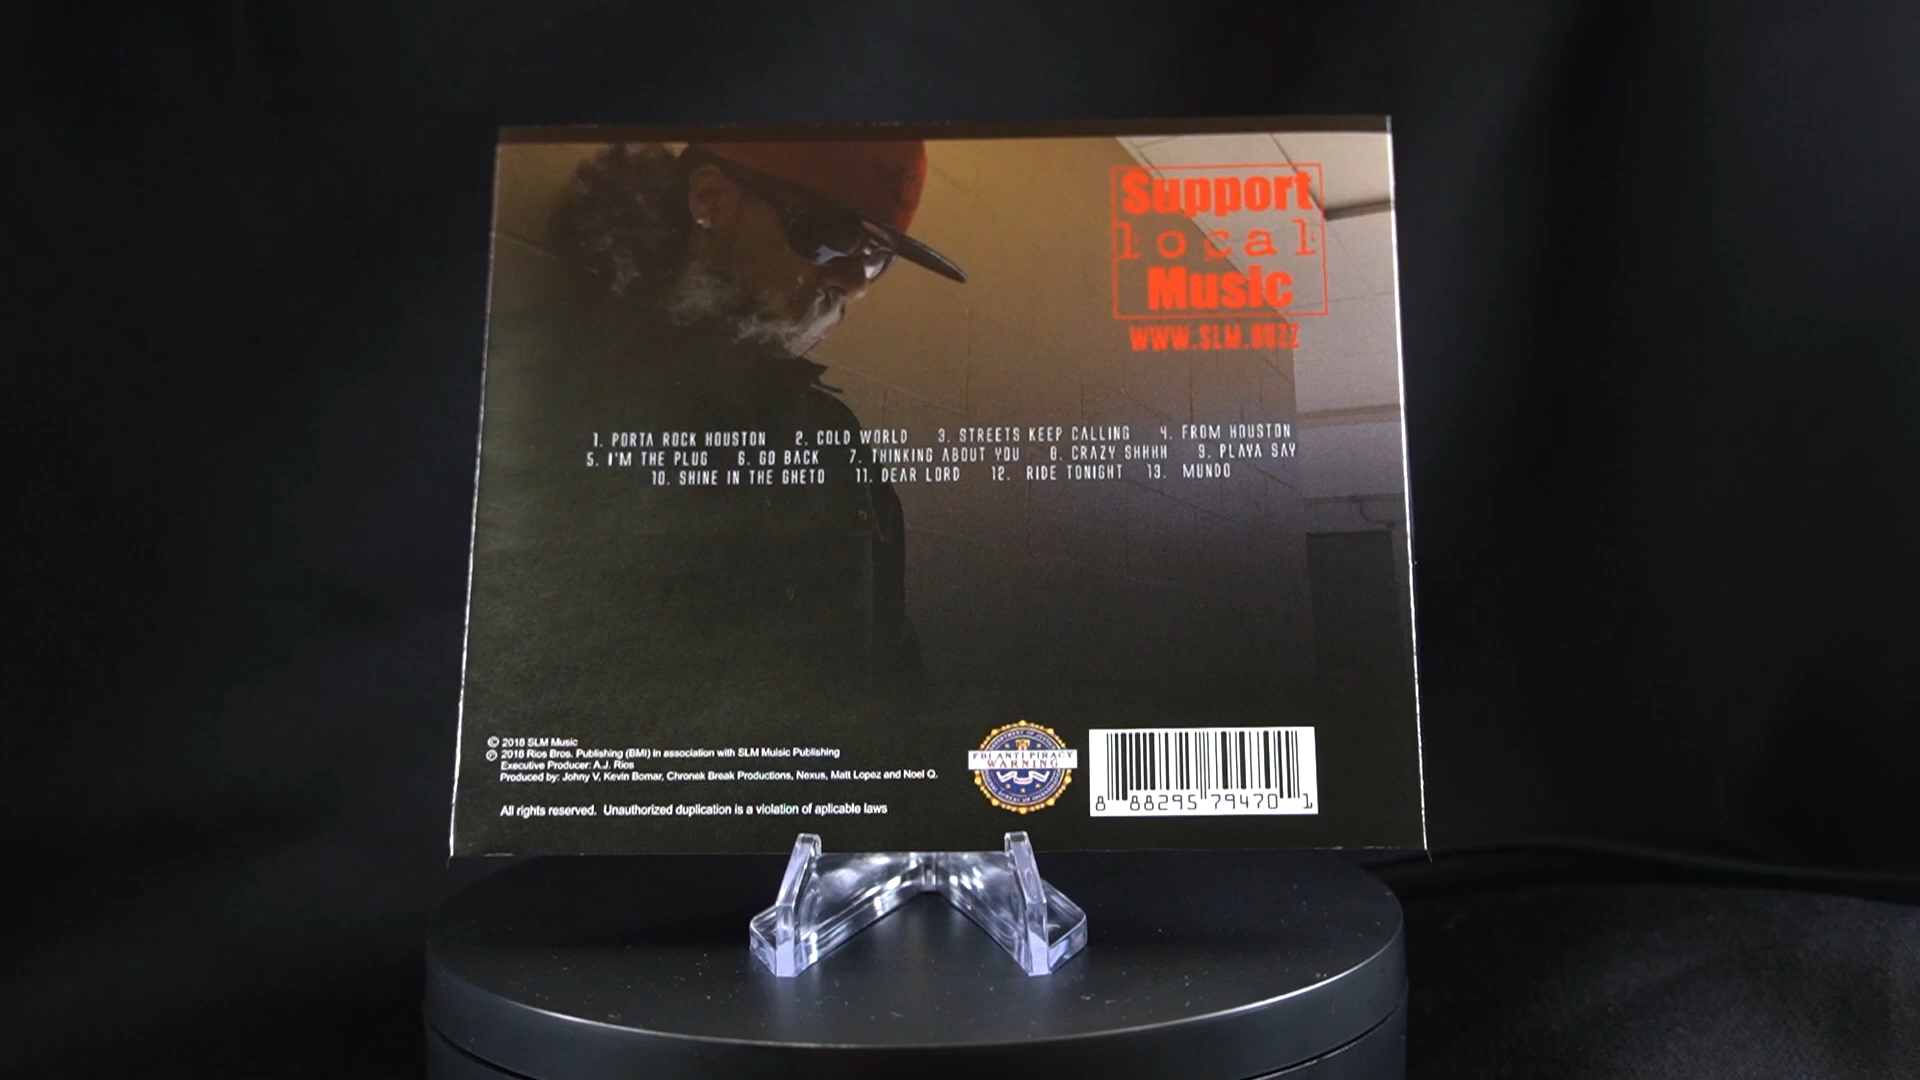 Support
local
Music
WWW.SLM.BUZZ
1. PORTA ROCK HOUSTON 2. COLD WORLD 3. STREETS KEEP CALLING 4. FROM HOUSTON
5. I'M THE PLUG 6. GO BACK 7. THINKING ABOUT YOU 8. CRAZY SHHHH 9. PLAYA SAY
10. SHINE IN THE GHETO 11. DEAR LORD 12. RIDE TONIGHT 13. MUNDO
© 2018 SLM Music
℗ 2018 Rios Bros. Publishing (BMI) in association with SLM Muisic Publishing
Executive Producer: A.J. Rios
Produced by: Johny V, Kevin Bomar, Chronek Break Productions, Nexus, Matt Lopez and Noel Q.
All rights reserved. Unauthorized duplication is a violation of aplicable laws
FBI ANTI-PIRACY
WARNING
8 88295 79470 1